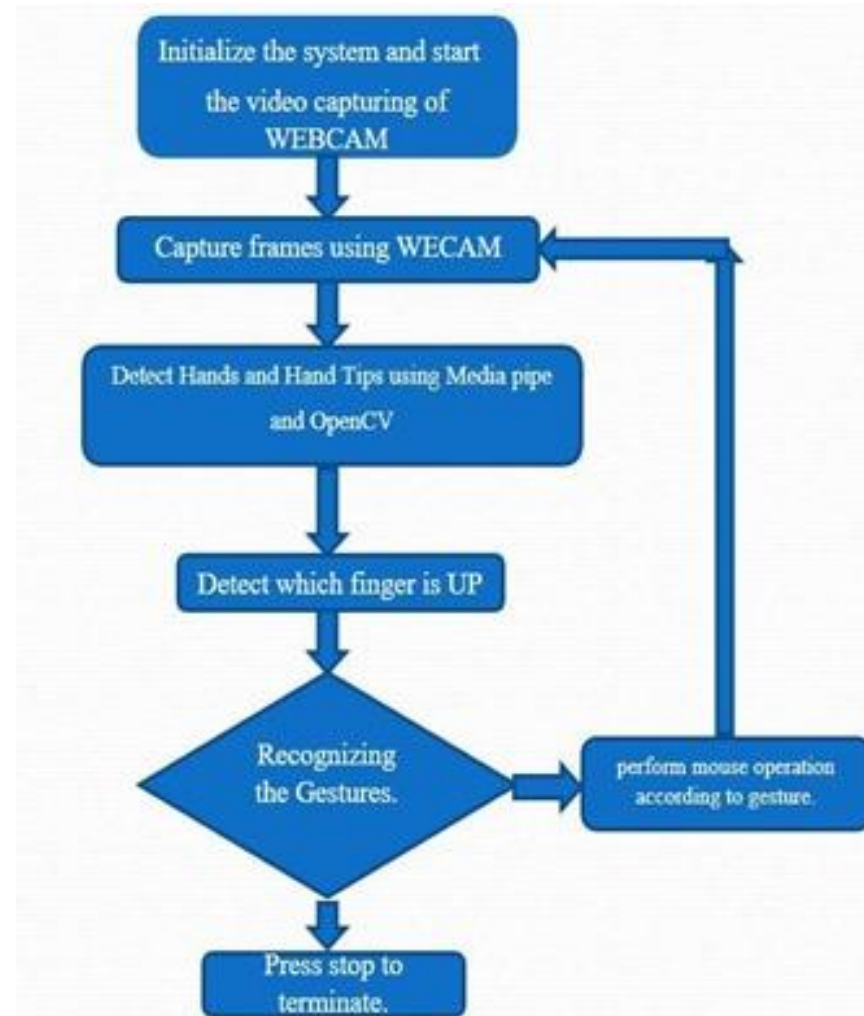 Initialize the system and start
the video capturing of
WEBCAM
Capture frames using WECAM
Detect Hands and Hand Tips using Media pipe
and OpenCV
Detect which finger is UP
Recognizing
the Gestures.
perform mouse operation
according to gesture.
Press stop to
terminate.